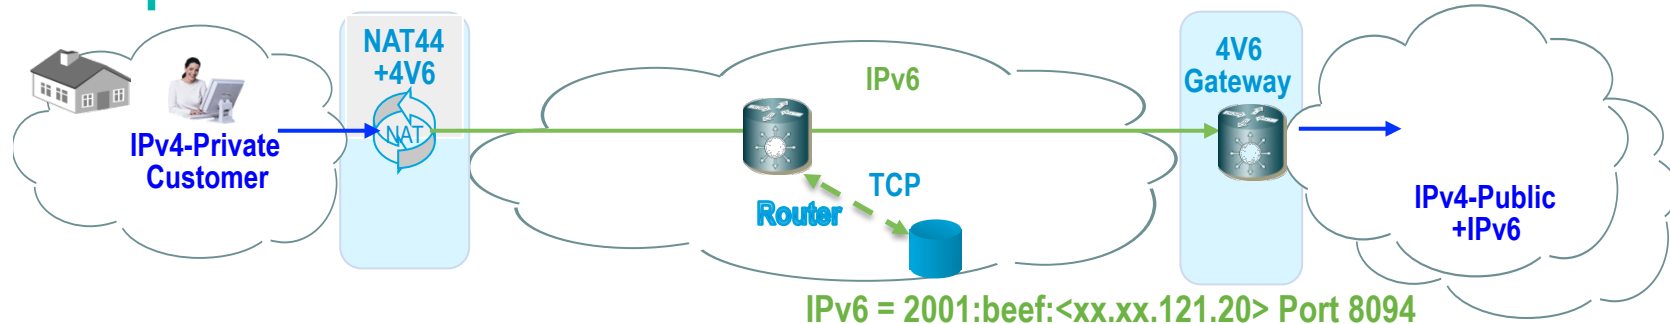 NAT44
+4V6
NAT
IPv4-Private
Customer
IPv6
TCP
Router
4V6
Gateway
IPv4-Public
+IPv6
IPv6 = 2001:beef:<xx.xx.121.20> Port 8094